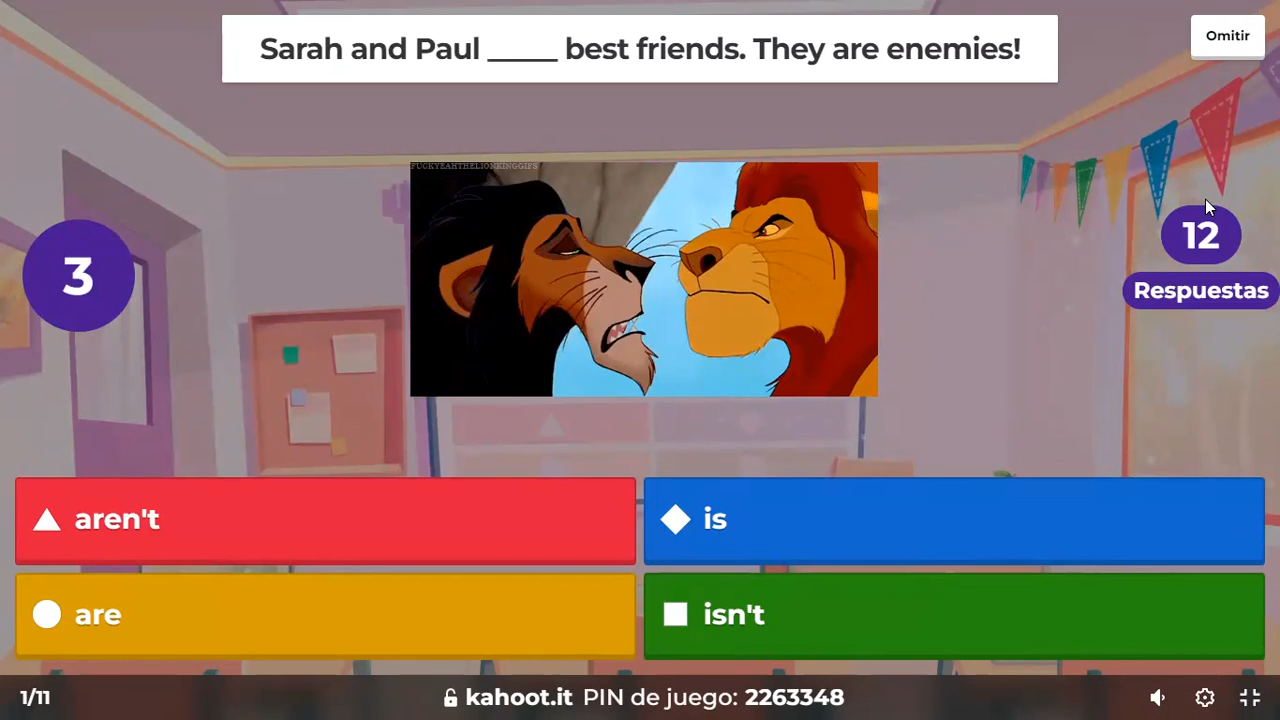 Sarah and Paul _____ best friends. They are enemies!
Omitir
FUCKYEAHTHELIONKINGGIFS
3
12
Respuestas
aren't
is
are
isn't
1/11
kahoot.it PIN de juego: 2263348